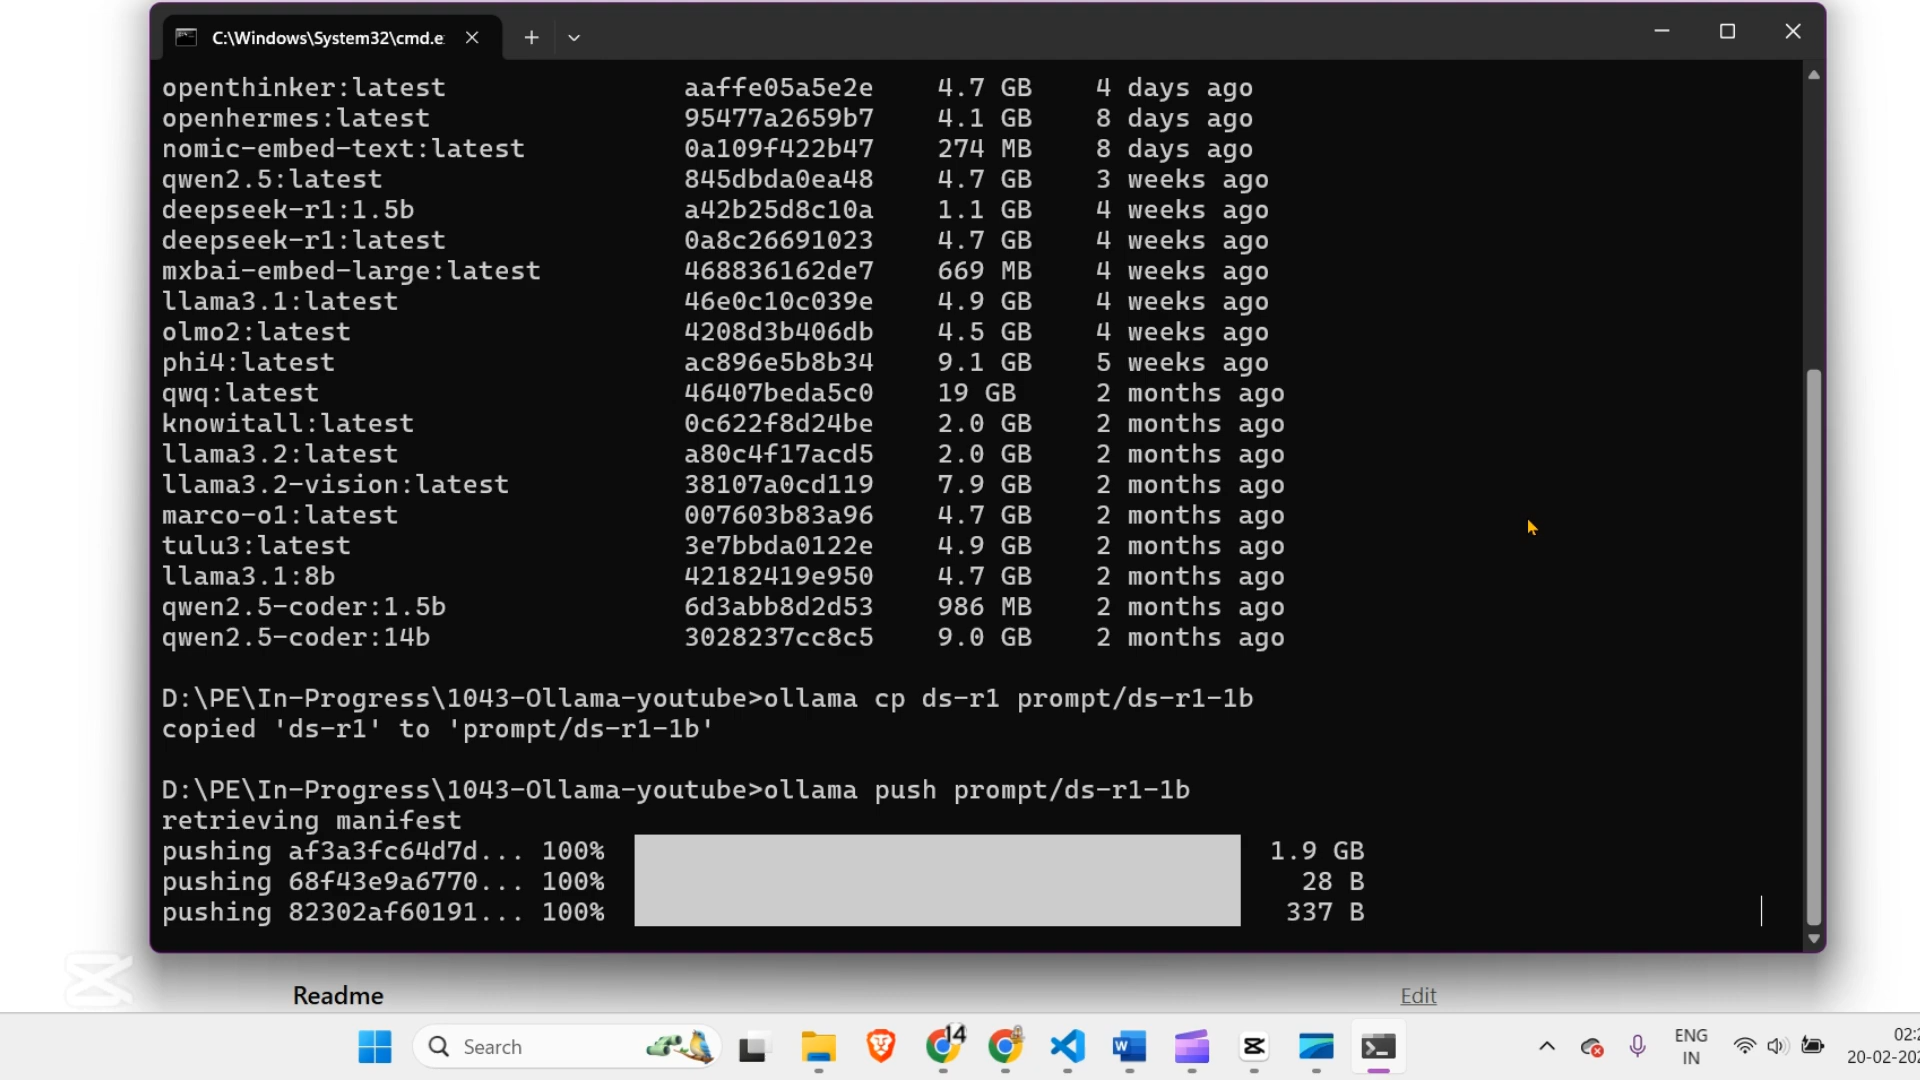 C:\Windows\System32\cmd.e
openthinker:latest aaffe05a5e2e 4.7 GB 4 days ago
openhermes:latest 95477a2659b7 4.1 GB 8 days ago
nomic-embed-text:latest 0a109f422b47 274 MB 8 days ago
qwen2.5:latest 845dbda0ea48 4.7 GB 3 weeks ago
deepseek-r1:1.5b a42b25d8c10a 1.1 GB 4 weeks ago
deepseek-r1:latest 0a8c26691023 4.7 GB 4 weeks ago
mxbai-embed-large:latest 468836162de7 669 MB 4 weeks ago
llama3.1:latest 46e0c10c039e 4.9 GB 4 weeks ago
olmo2:latest 4208d3b406db 4.5 GB 4 weeks ago
phi4:latest ac896e5b8b34 9.1 GB 5 weeks ago
qwq:latest 46407beda5c0 19 GB 2 months ago
knowitall:latest 0c622f8d24be 2.0 GB 2 months ago
llama3.2:latest a80c4f17acd5 2.0 GB 2 months ago
llama3.2-vision:latest 38107a0cd119 7.9 GB 2 months ago
marco-o1:latest 007603b83a96 4.7 GB 2 months ago
tulu3:latest 3e7bbda0122e 4.9 GB 2 months ago
llama3.1:8b 42182419e950 4.7 GB 2 months ago
qwen2.5-coder:1.5b 6d3abb8d2d53 986 MB 2 months ago
qwen2.5-coder:14b 3028237cc8c5 9.0 GB 2 months ago
D:\PE\In-Progress\1043-Ollama-youtube>ollama cp ds-r1 prompt/ds-r1-1b
copied 'ds-r1' to 'prompt/ds-r1-1b'
D:\PE\In-Progress\1043-Ollama-youtube>ollama push prompt/ds-r1-1b
retrieving manifest
pushing af3a3fc64d7d... 100% 1.9 GB
pushing 68f43e9a6770... 100% 28 B
pushing 82302af60191... 100% 337 B
Readme Edit
Search
14
ENG
IN
02:2
20-02-202